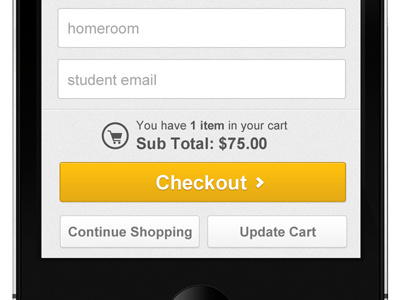 homeroom
student email
You have 1 item in your cart
Sub Total: $75.00
Checkout
Continue Shopping
Update Cart